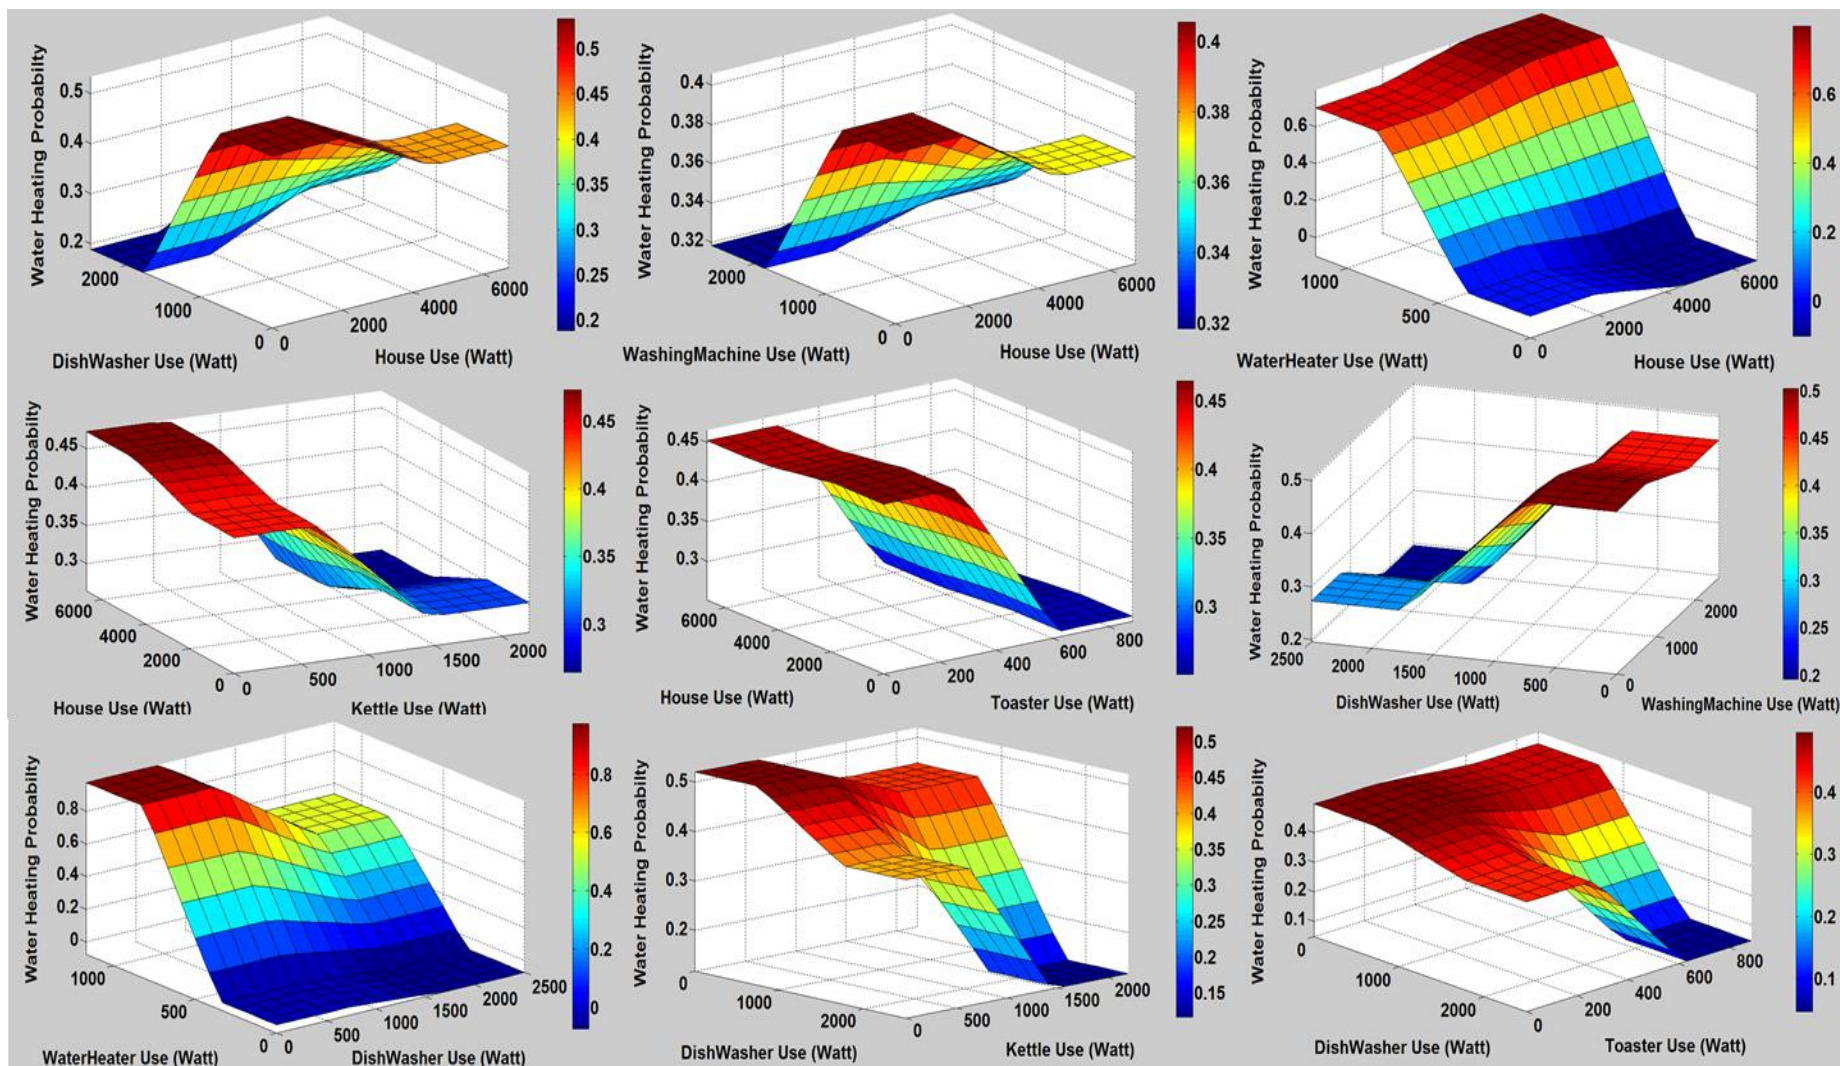 Water Heating Probabilty
0.5
0.4
0.3
0.2
2000 1000 0
0 2000 4000 6000
DishWasher Use (Watt)
House Use (Watt)
0.5
0.45
0.4
0.35
0.3
0.25
0.2
Water Heating Probabilty
0.4
0.38
0.36
0.34
0.32
2000 1000 0
0 2000 4000 6000
WashingMachine Use (Watt)
House Use (Watt)
0.4
0.38
0.36
0.34
0.32
Water Heating Probabilty
0.6
0.4
0.2
0
1000 500 0
0 2000 4000 6000
WaterHeater Use (Watt)
House Use (Watt)
0.6
0.4
0.2
0
Water Heating Probabilty
0.45
0.4
0.35
0.3
6000 4000 2000 0
0 500 1000 1500 2000
House Use (Watt)
Kettle Use (Watt)
0.45
0.4
0.35
0.3
Water Heating Probabilty
0.45
0.4
0.35
0.3
6000 4000 2000 0
0 200 400 600 800
House Use (Watt)
Toaster Use (Watt)
0.45
0.4
0.35
0.3
Water Heating Probabilty
0.5
0.4
0.3
0.2
2500 2000 1500 1000 500 0
0 1000 2000
DishWasher Use (Watt)
WashingMachine Use (Watt)
0.5
0.45
0.4
0.35
0.3
0.25
0.2
Water Heating Probabilty
0.8
0.6
0.4
0.2
0
1000 500 0
0 500 1000 1500 2000 2500
WaterHeater Use (Watt)
DishWasher Use (Watt)
0.8
0.6
0.4
0.2
0
Water Heating Probabilty
0.5
0.4
0.3
0.2
0 1000 2000
0 500 1000 1500 2000
DishWasher Use (Watt)
Kettle Use (Watt)
0.5
0.45
0.4
0.35
0.3
0.25
0.2
0.15
Water Heating Probabilty
0.4
0.3
0.2
0.1
0 1000 2000
0 200 400 600 800
DishWasher Use (Watt)
Toaster Use (Watt)
0.4
0.3
0.2
0.1